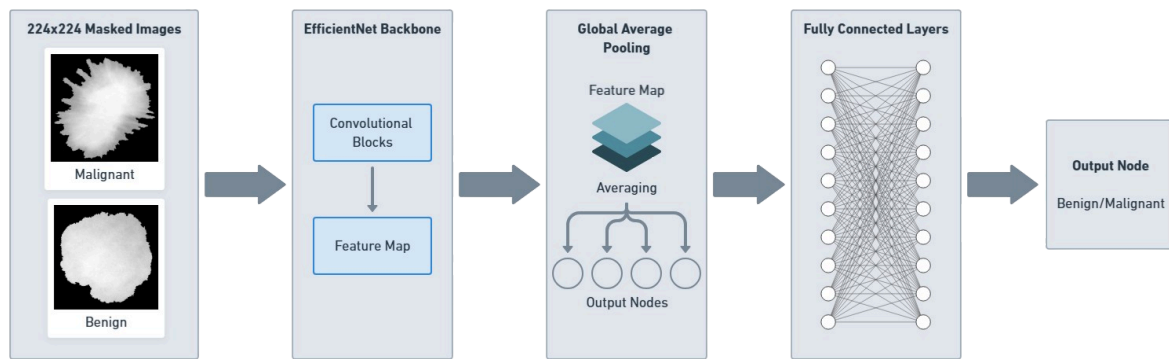 224x224 Masked Images
Malignant
Benign
EfficientNet Backbone
Convolutional
Blocks
Feature Map
Global Average
Pooling
Feature Map
Averaging
Output Nodes
Fully Connected Layers
Output Node
Benign/Malignant